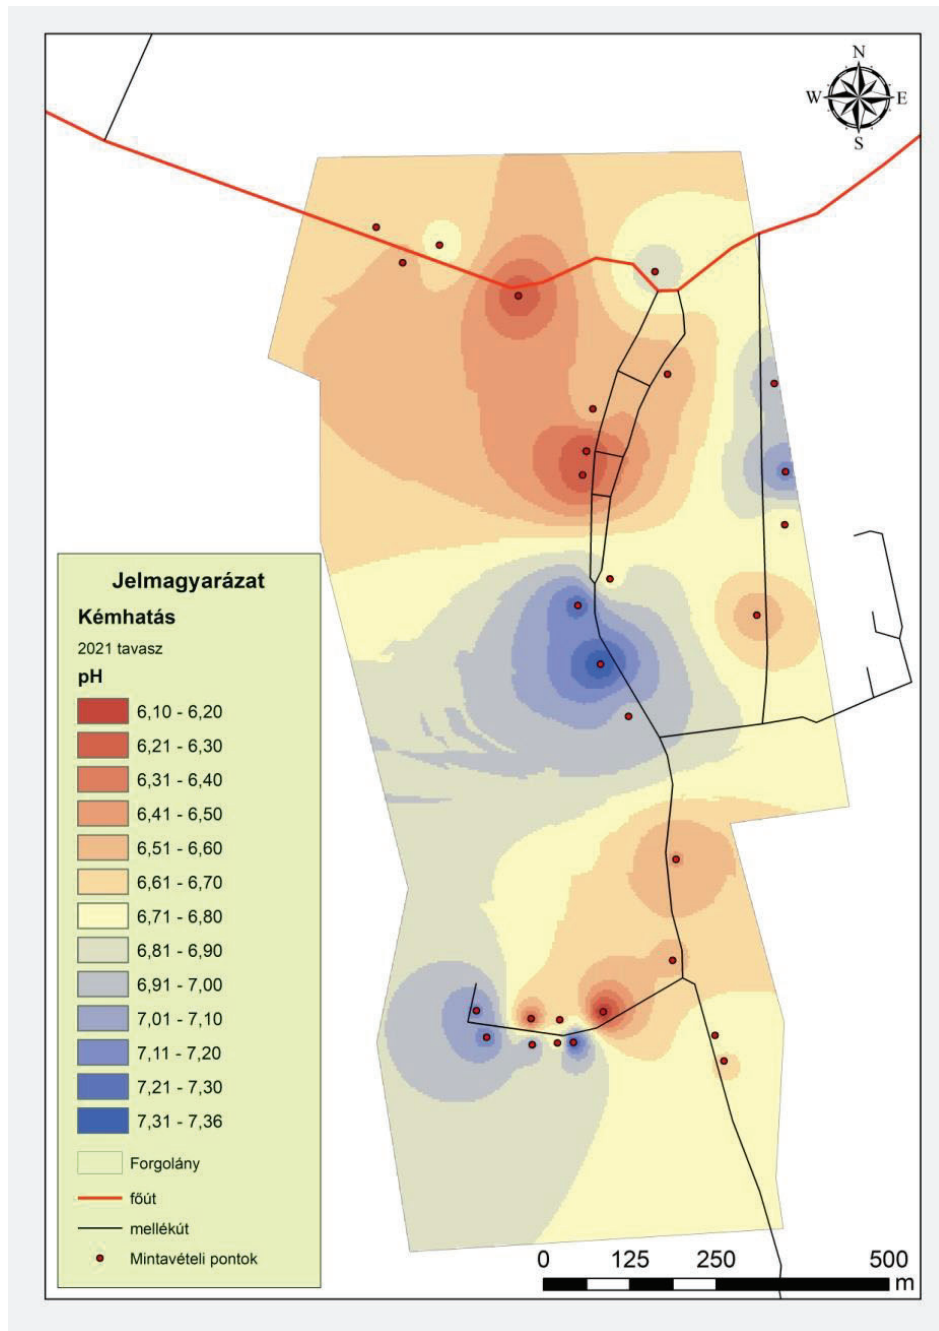 N
W E
S
Jelmagyarázat
Kémhatás
2021 tavasz
pH
6,10 - 6,20
6,21 - 6,30
6,31 - 6,40
6,41 - 6,50
6,51 - 6,60
6,61 - 6,70
6,71 - 6,80
6,81 - 6,90
6,91 - 7,00
7,01 - 7,10
7,11 - 7,20
7,21 - 7,30
7,31 - 7,36
Forgolány
főút
mellékút
Mintavételi pontok
0 125 250 500
m